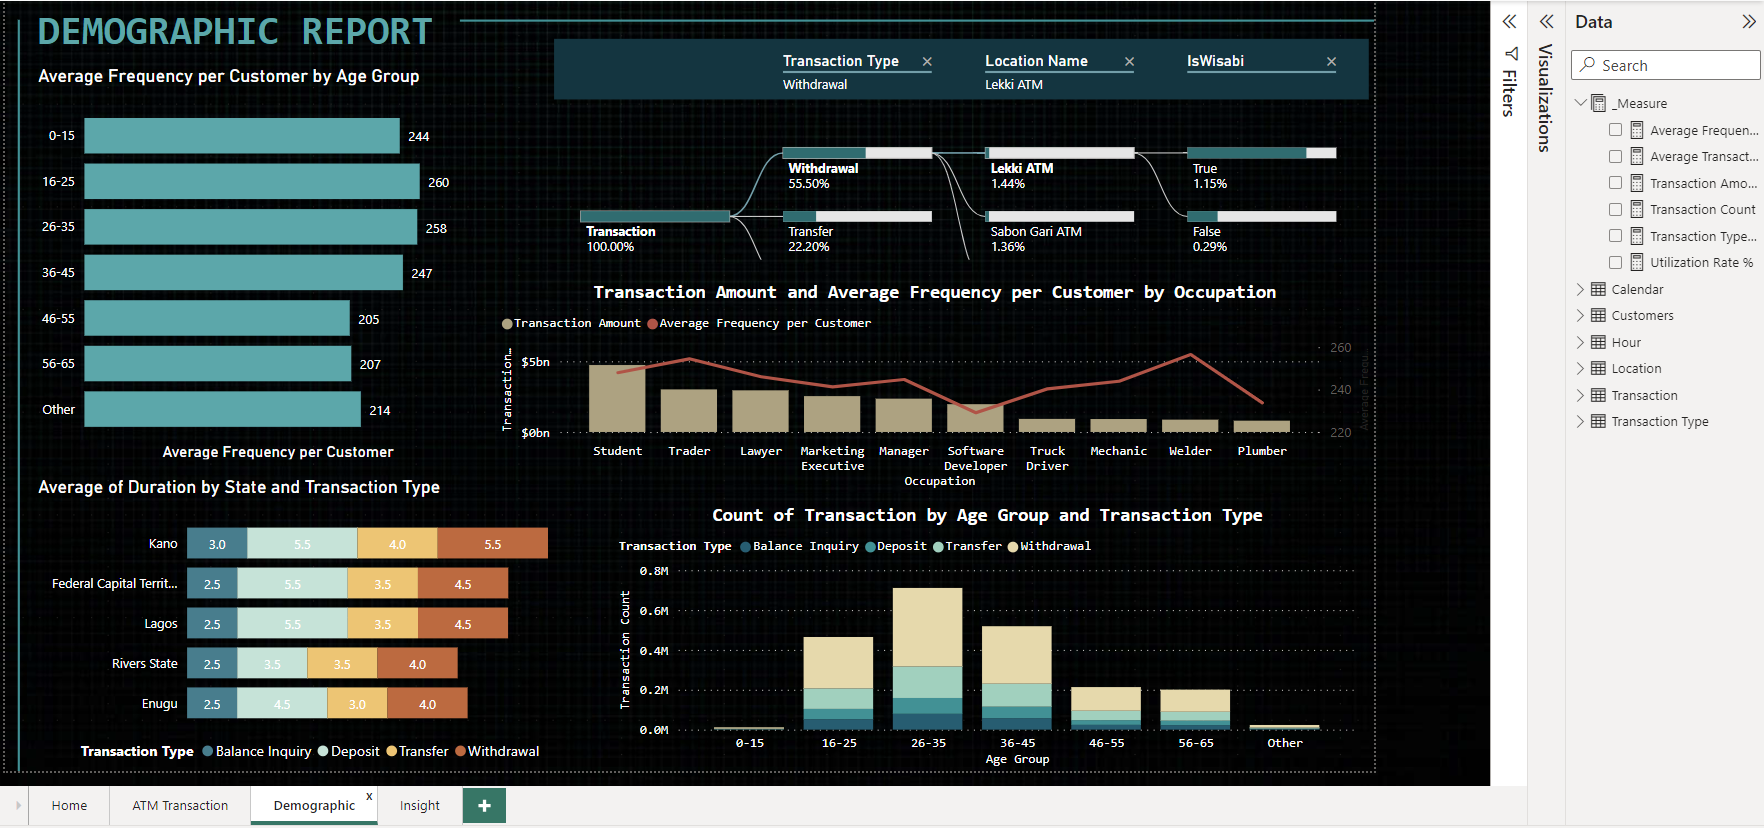 DEMOGRAPHIC REPORT
Average Frequency per Customer by Age Group
0-15
244
16-25
260
26-35
258
36-45
247
46-55
205
56-65
207
Other
214
Average Frequency per Customer
Average of Duration by State and Transaction Type
Kano
3.0 5.5 4.0 5.5
Federal Capital Territ...
2.5 5.5 3.5 4.5
Lagos
2.5 5.5 3.5 4.5
Rivers State
2.5 3.5 3.5 4.0
Enugu
2.5 4.5 3.0 4.0
Transaction Type Balance Inquiry Deposit Transfer Withdrawal
Transaction Type
Withdrawal
Location Name
Lekki ATM
IsWisabi
Transaction
100.00%
Withdrawal
55.50%
Transfer
22.20%
Lekki ATM
1.44%
Sabon Gari ATM
1.36%
True
1.15%
False
0.29%
Transaction Amount and Average Frequency per Customer by Occupation
Transaction Amount Average Frequency per Customer
Transaction...
$5bn
$0bn
260
240
220
Average Frequ...
Student
Trader
Lawyer
Marketing
Executive
Manager
Software
Developer
Truck
Driver
Mechanic
Welder
Plumber
Occupation
Count of Transaction by Age Group and Transaction Type
Transaction Type Balance Inquiry Deposit Transfer Withdrawal
Transaction Count
0.8M
0.6M
0.4M
0.2M
0.0M
0-15 16-25 26-35 36-45 46-55 56-65 Other
Age Group
Filters
Visualizations
Data
Search
_Measure
Average Frequen...
Average Transact...
Transaction Amo...
Transaction Count
Transaction Type...
Utilization Rate %
Calendar
Customers
Hour
Location
Transaction
Transaction Type
Home
ATM Transaction
Demographic
x
Insight
+